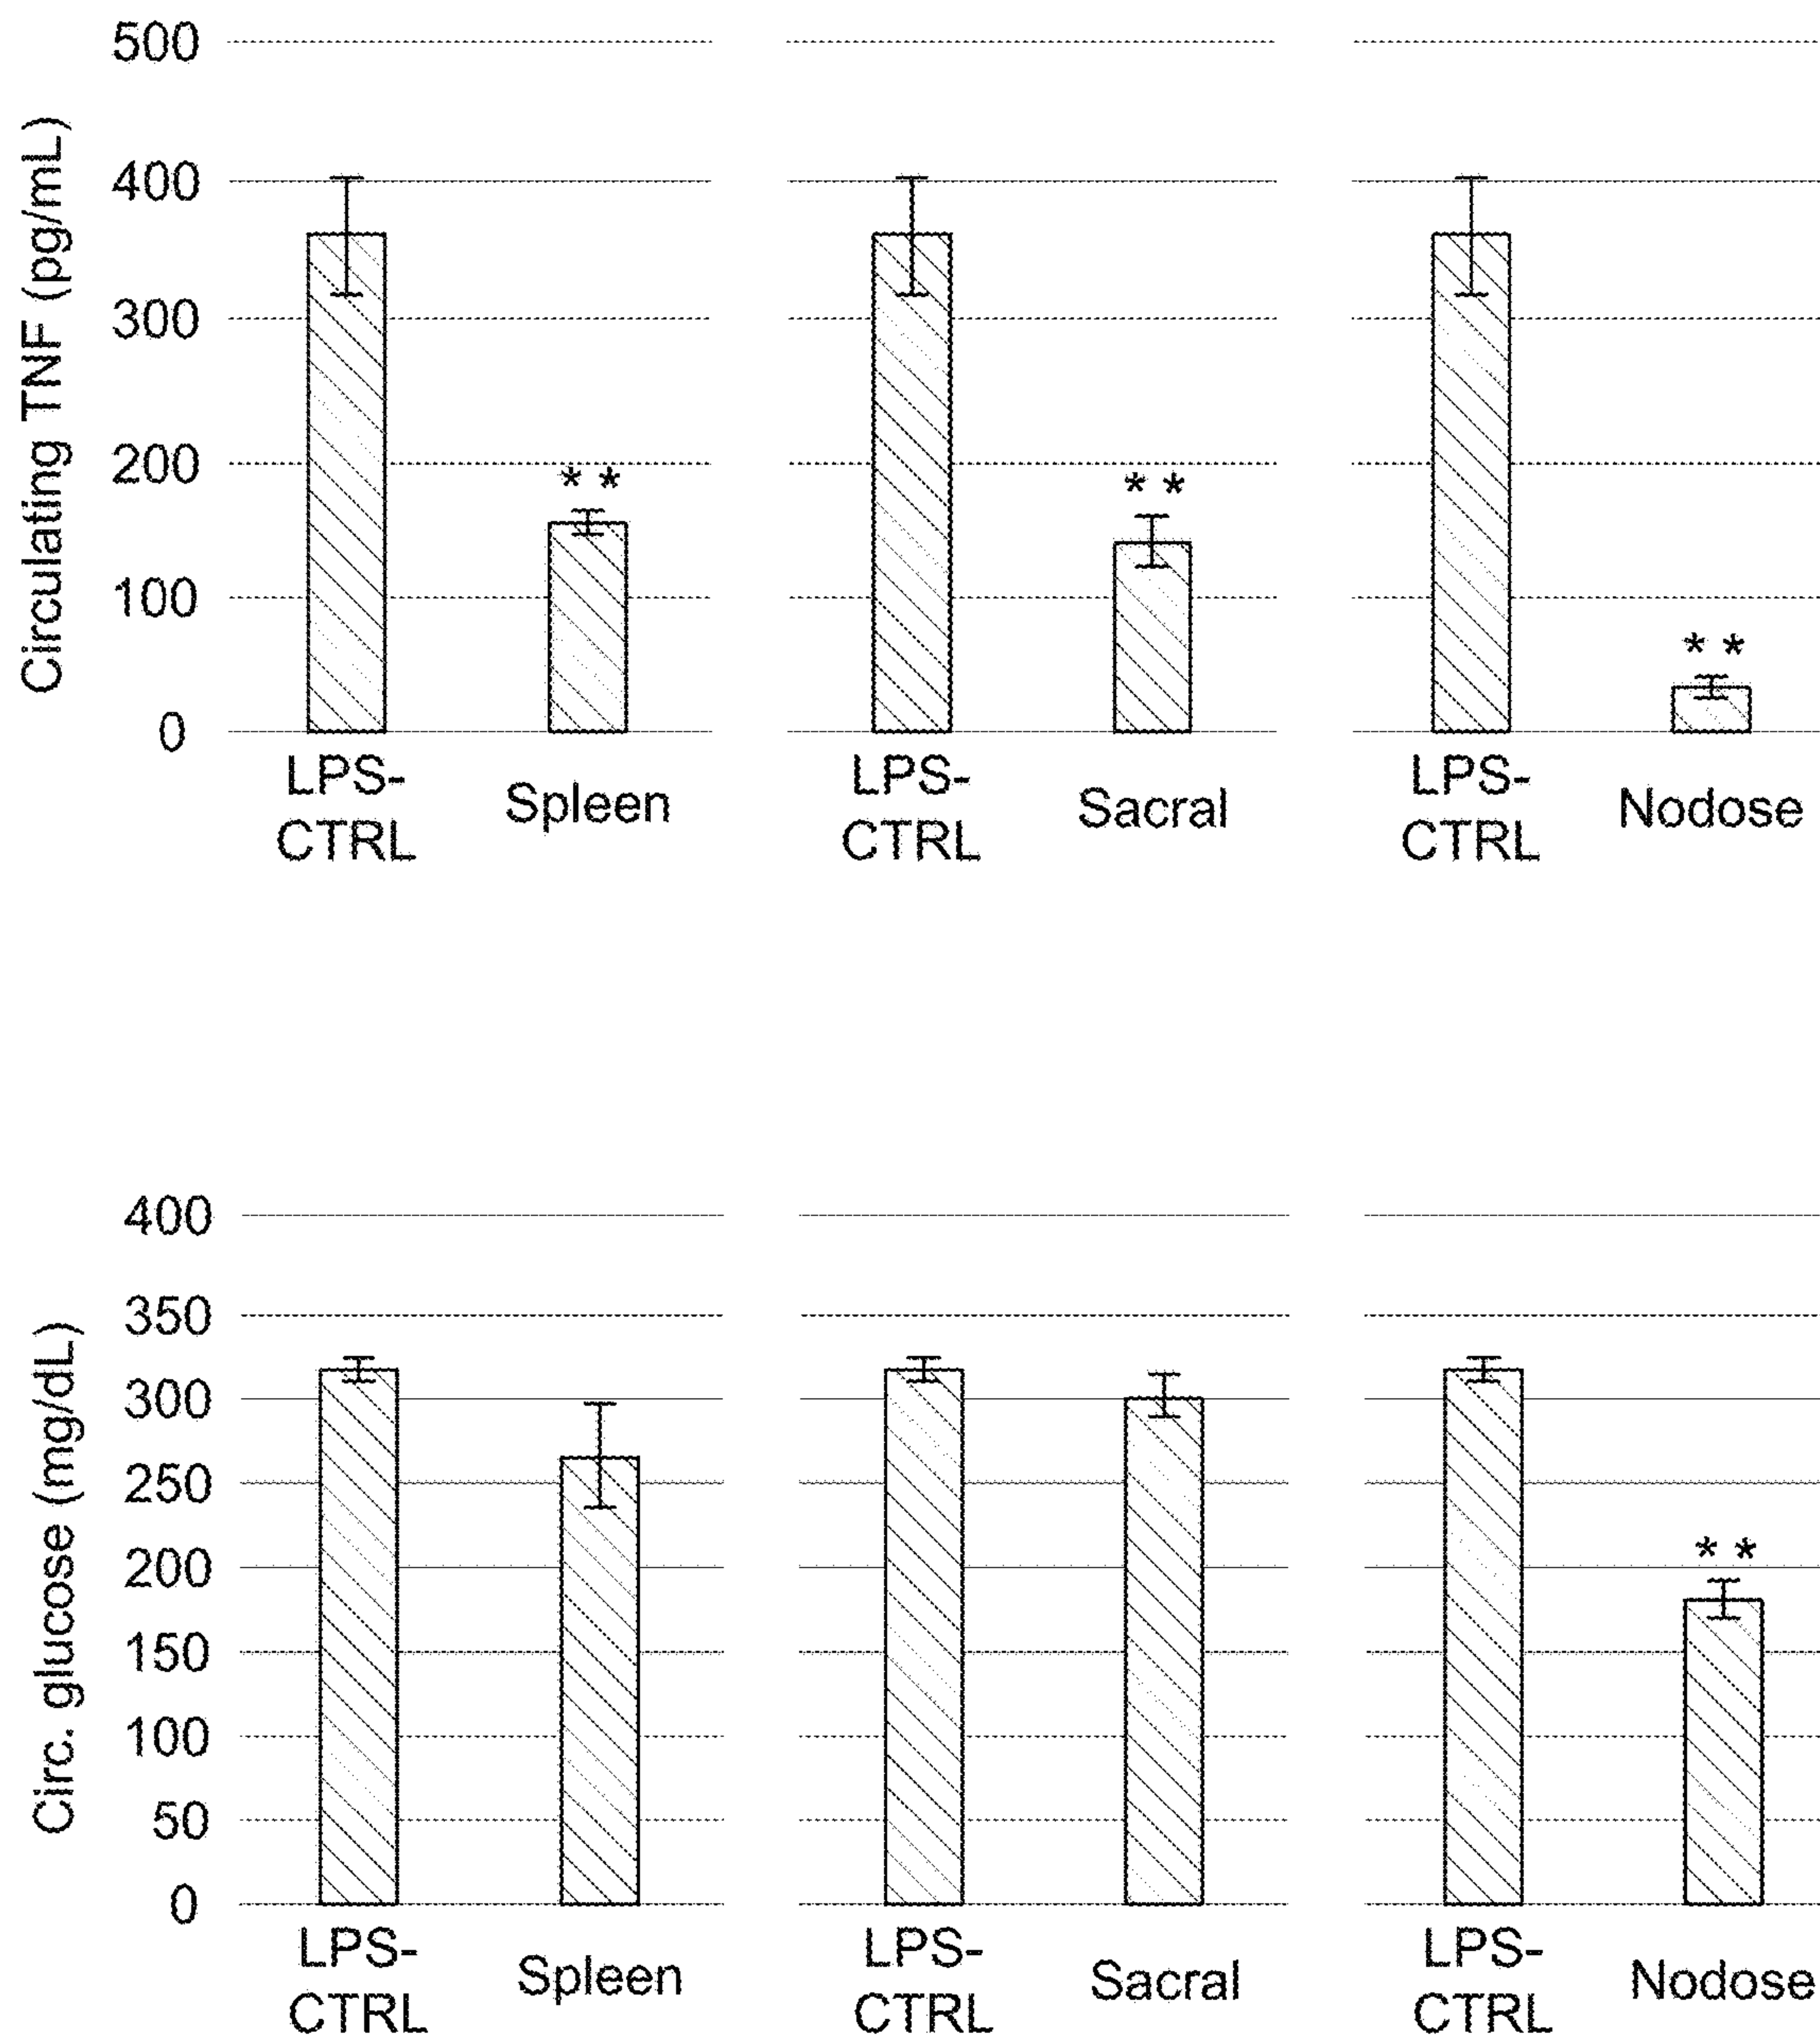 Circulating TNF (pg/mL)
500
400
300
200
100
0
* *
* *
* *
LPS-
CTRL
Spleen
LPS-
CTRL
Sacral
LPS-
CTRL
Nodose
Circ. glucose (mg/dL)
400
350
300
250
200
150
100
50
0
* *
LPS-
CTRL
Spleen
LPS-
CTRL
Sacral
LPS-
CTRL
Nodose